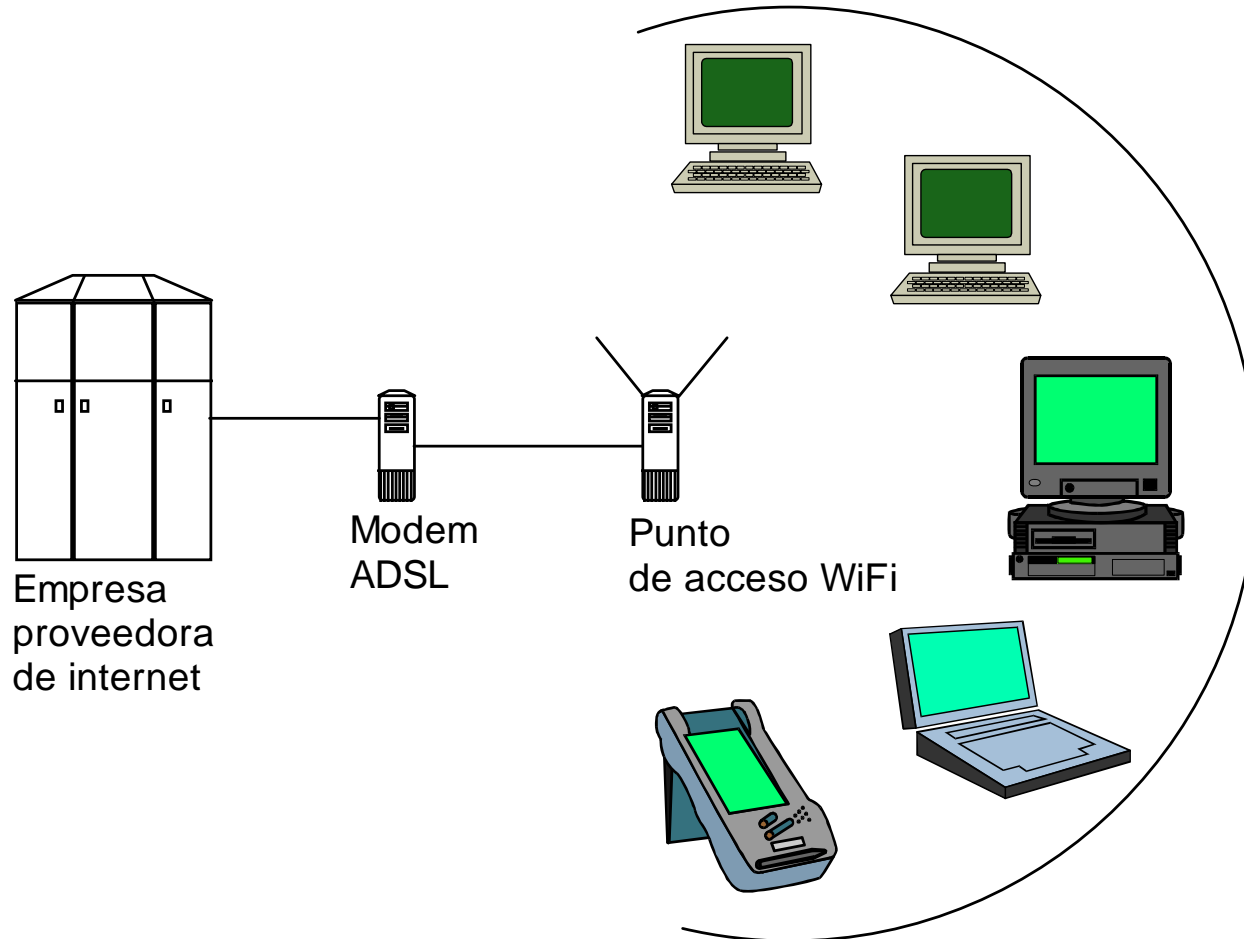 Empresa
proveedora
de internet
Modem
ADSL
Punto
de acceso WiFi